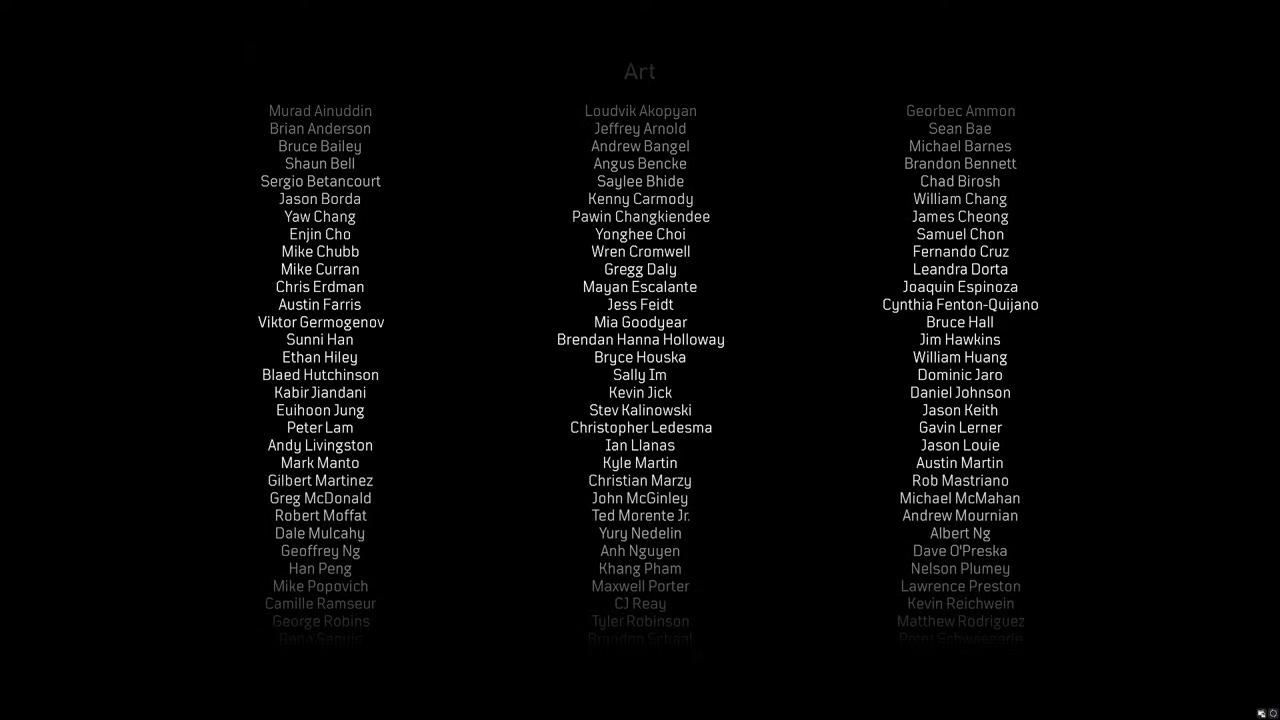 Art
Murad Ainuddin Loudvik Akopyan Georbec Ammon
Brian Anderson Jeffrey Arnold Sean Bae
Bruce Bailey Andrew Bangel Michael Barnes
Shaun Bell Angus Bencke Brandon Bennett
Sergio Betancourt Saylee Bhide Chad Birosh
Jason Borda Kenny Carmody William Chang
Yaw Chang Pawin Changkiendee James Cheong
Enjin Cho Yonghee Choi Samuel Chon
Mike Chubb Wren Cromwell Fernando Cruz
Mike Curran Gregg Daly Leandra Dorta
Chris Erdman Mayan Escalante Joaquin Espinoza
Austin Farris Jess Feidt Cynthia Fenton-Quijano
Viktor Germogenov Mia Goodyear Bruce Hall
Sunni Han Brendan Hanna Holloway Jim Hawkins
Ethan Hiley Bryce Houska William Huang
Blaed Hutchinson Sally Im Dominic Jaro
Kabir Jiandani Kevin Jick Daniel Johnson
Euihoon Jung Stev Kalinowski Jason Keith
Peter Lam Christopher Ledesma Gavin Lerner
Andy Livingston Ian Llanas Jason Louie
Mark Manto Kyle Martin Austin Martin
Gilbert Martinez Christian Marzy Rob Mastriano
Greg McDonald John McGinley Michael McMahan
Robert Moffat Ted Morente Jr. Andrew Mournian
Dale Mulcahy Yury Nedelin Albert Ng
Geoffrey Ng Anh Nguyen Dave O'Preska
Han Peng Khang Pham Nelson Plumey
Mike Popovich Maxwell Porter Lawrence Preston
Camille Ramseur CJ Reay Kevin Reichwein
George Robins Tyler Robinson Matthew Rodriguez
Brandon Schaal Peter